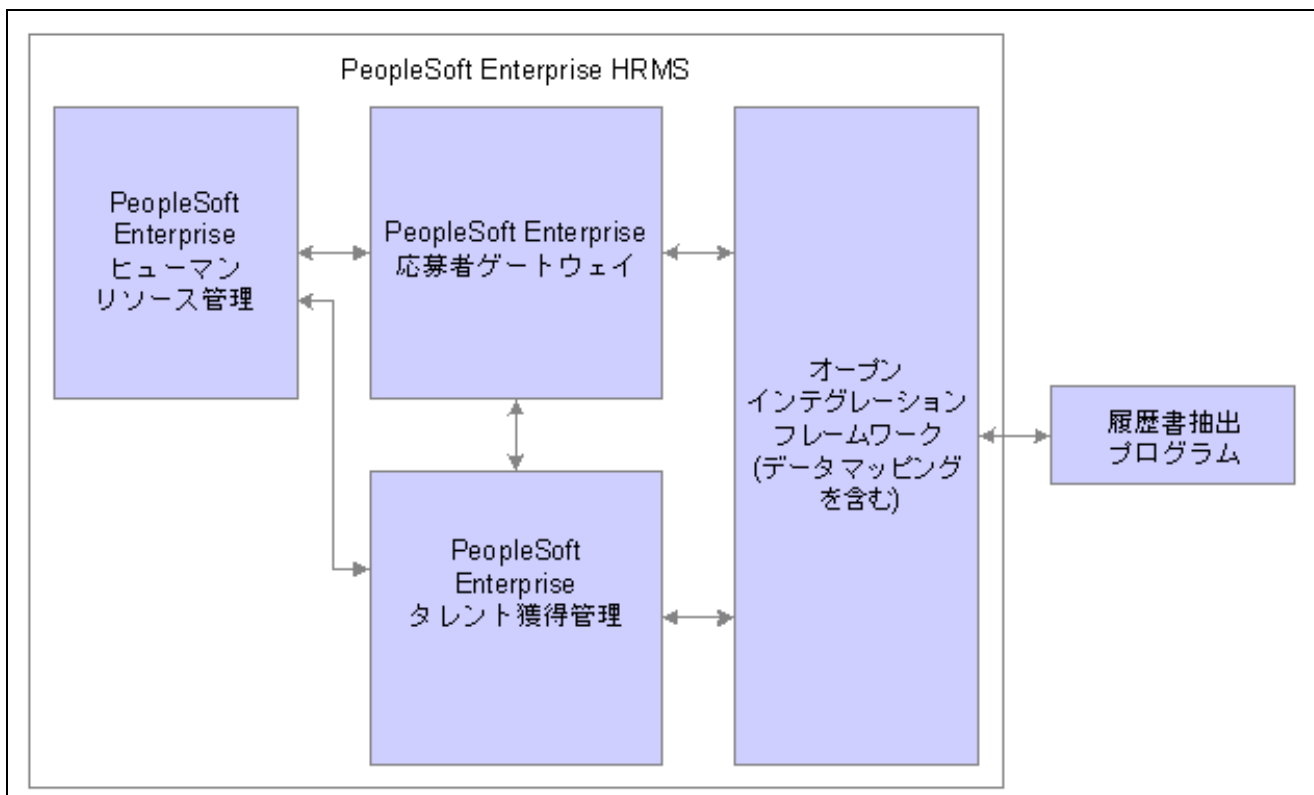 PeopleSoft Enterprise HRMS
PeopleSoft
Enterprise
ヒューマン
リソース管理
PeopleSoft Enterprise
応募者ゲートウェイ
PeopleSoft
Enterprise
タレント獲得管理
オープン
インテグレーション
フレームワーク
(データマッピング
を含む)
履歴書抽出
プログラム